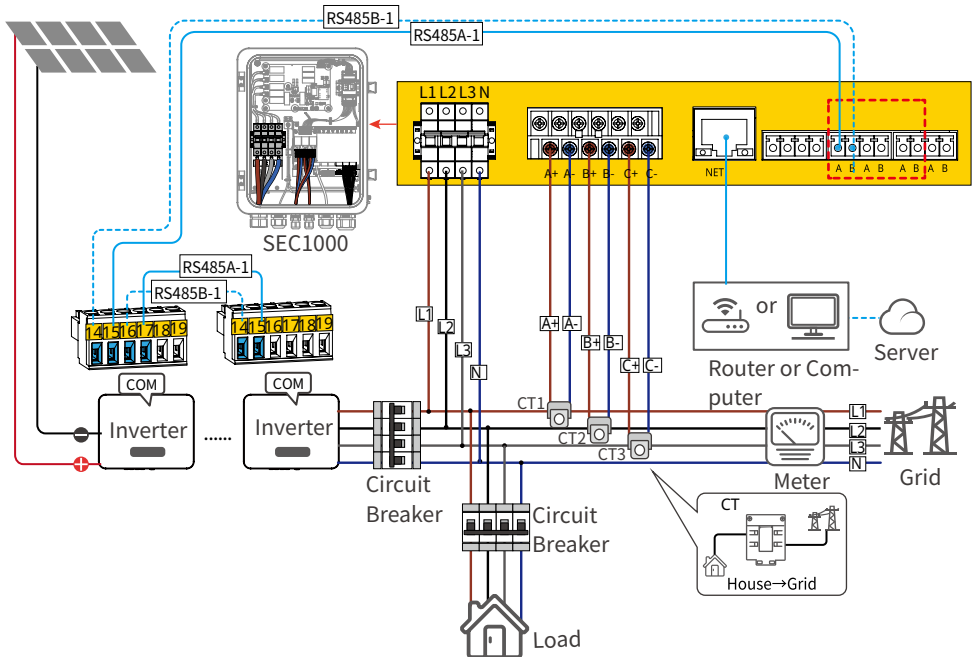 RS485B-1
RS485A-1
L1 L2 L3 N
A+ A- B+ B- C+ C-
NET
A B A B A B A B
SEC1000
RS485A-1
RS485B-1
14 15 16 17 18 19
14 15 16 17 18 19
L1
L2
L3
N
A+ A-
B+ B-
C+ C-
or
Router or Com-
puter
Server
COM
COM
Inverter
......
Inverter
CT1
CT2
CT3
L1
L2
L3
N
Circuit
Breaker
Meter
Grid
Circuit
Breaker
CT
House→Grid
Load